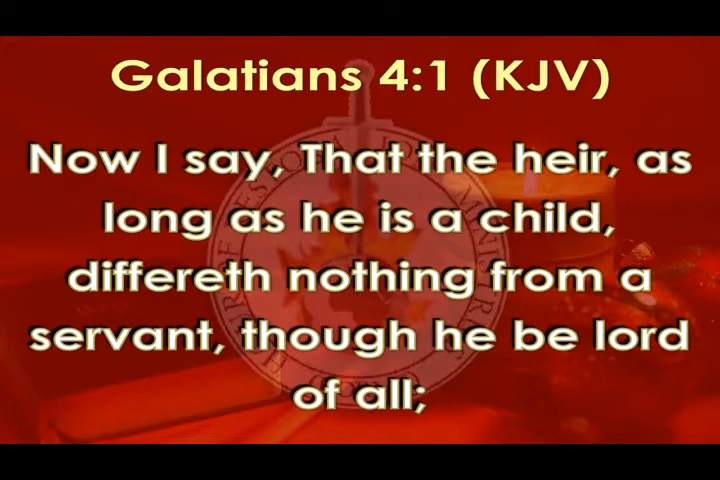 Galatians 4:1 (KJV)
Now I say, That the heir, as
long as he is a child,
differeth nothing from a
servant, though he be lord
of all;